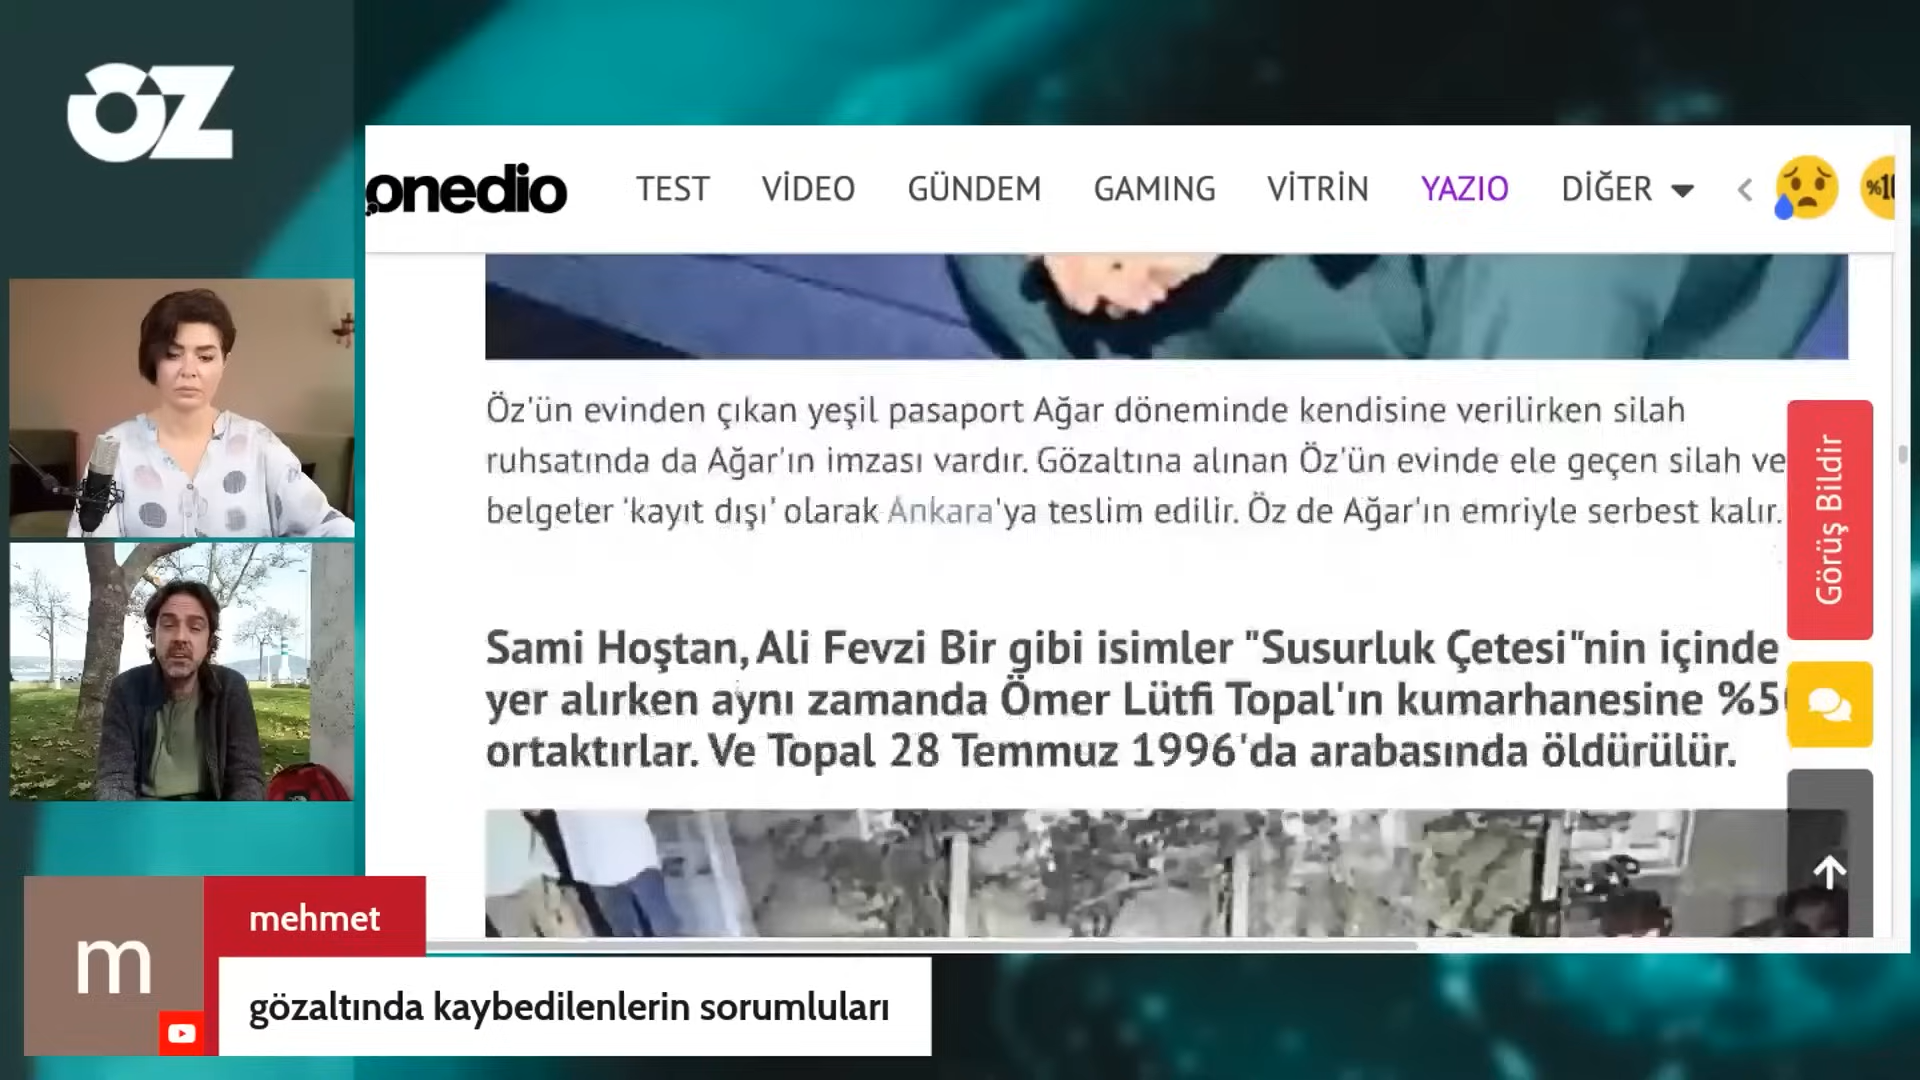 ÖZ
onedio
TEST VİDEO GÜNDEM GAMING VİTRİN YAZIO DİĞER
Öz'ün evinden çıkan yeşil pasaport Ağar döneminde kendisine verilirken silah
ruhsatında da Ağar'ın imzası vardır. Gözaltına alınan Öz'ün evinde ele geçen silah ve
belgeler 'kayıt dışı' olarak Ankara'ya teslim edilir. Öz de Ağar'ın emriyle serbest kalır.
Görüş Bildir
Sami Hoştan, Ali Fevzi Bir gibi isimler "Susurluk Çetesi"nin içinde
yer alırken aynı zamanda Ömer Lütfi Topal'ın kumarhanesine
ortaktırlar. Ve Topal 28 Temmuz 1996'da arabasında öldürülür.
m
mehmet
gözaltında kaybedilenlerin sorumluları